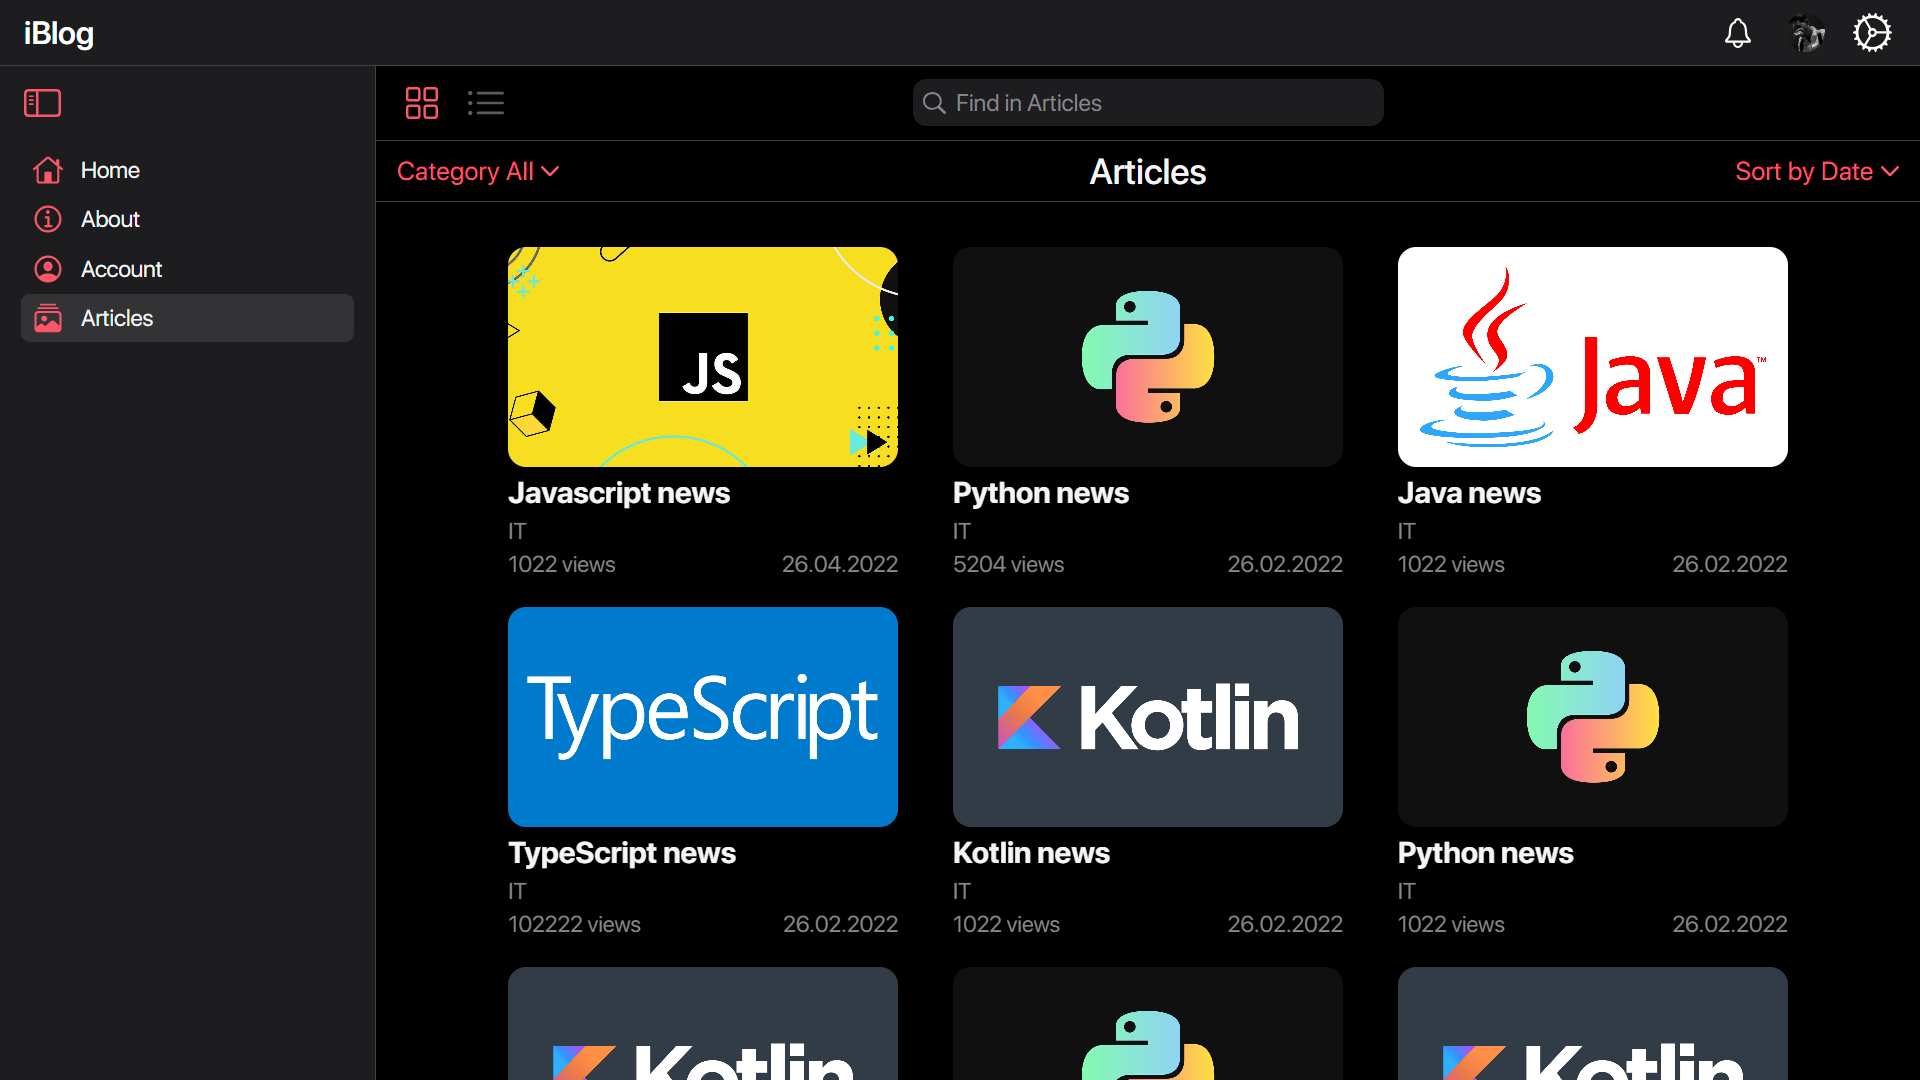 iBlog
Find in Articles
Home
About
Account
Articles
Category All
Articles
Sort by Date
JS
Java™
Javascript news
Python news
Java news
IT
IT
IT
1022 views
26.04.2022
5204 views
26.02.2022
1022 views
26.02.2022
TypeScript
Kotlin
TypeScript news
Kotlin news
Python news
IT
IT
IT
102222 views
26.02.2022
1022 views
26.02.2022
1022 views
26.02.2022
Kotlin
Kotlin